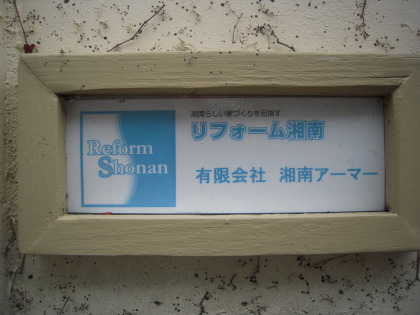 Reform
Shonan
湘南らしい家づくりを目指す
リフォーム湘南
有限会社 湘南アーマー